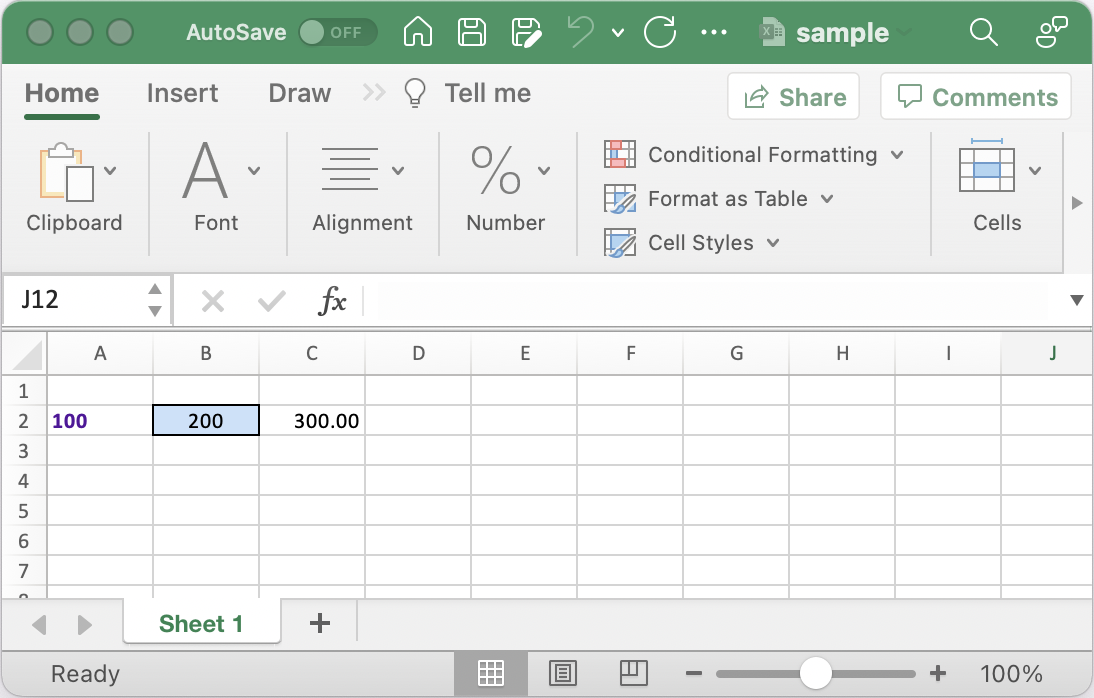 AutoSave OFF sample
Home Insert Draw Tell me Share Comments
Conditional Formatting
Format as Table
Cell Styles
Clipboard Font Alignment Number Cells
J12 fx
A B C D E F G H I J
1
2 100 200 300.00
3
4
5
6
7
Sheet 1
Ready 100%